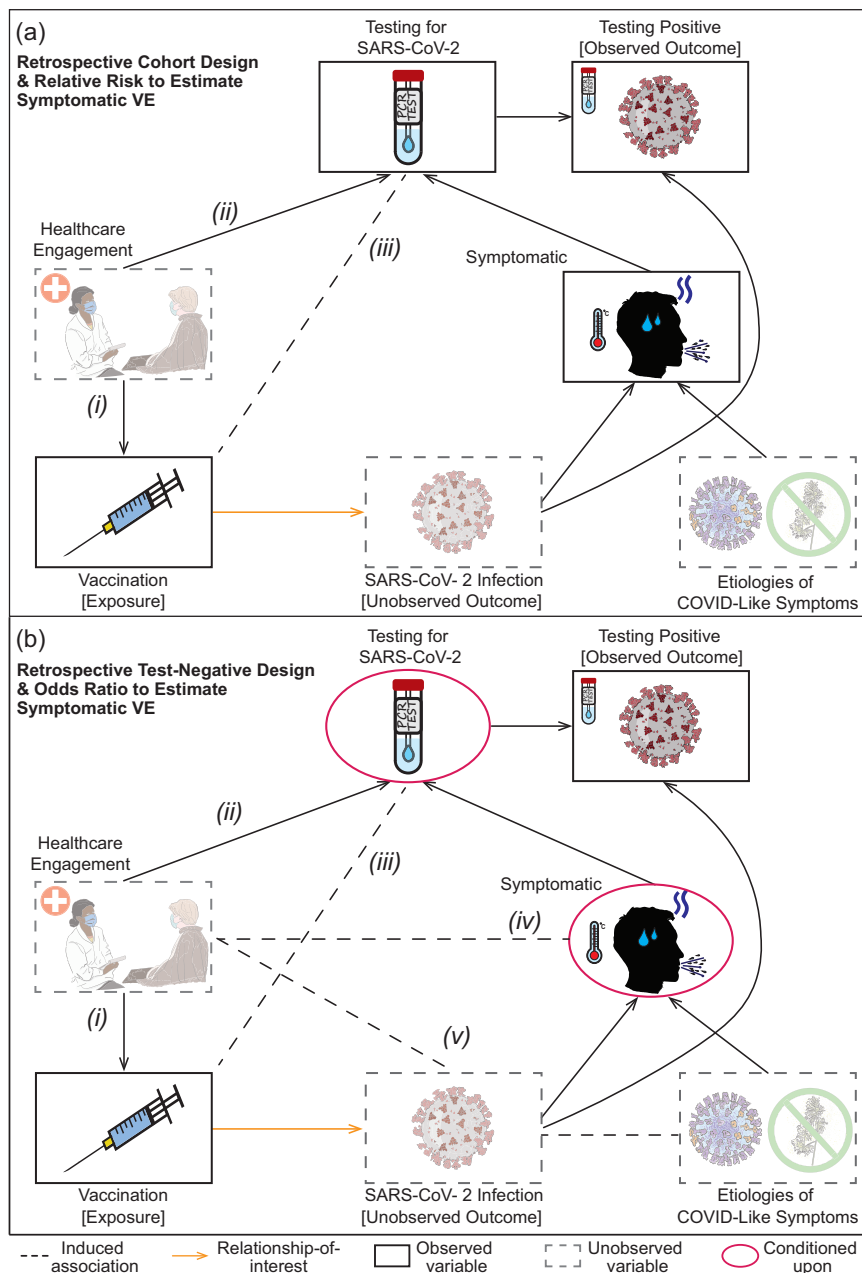 (a)
Retrospective Cohort Design
& Relative Risk to Estimate
Symptomatic VE
Testing for
SARS-CoV-2
PCR
TEST
Testing Positive
[Observed Outcome]
TEST
(ii)
(iii)
Healthcare
Engagement
Symptomatic
°C
(i)
Vaccination
[Exposure]
SARS-CoV- 2 Infection
[Unobserved Outcome]
Etiologies of
COVID-Like Symptoms
(b)
Retrospective Test-Negative Design
& Odds Ratio to Estimate
Symptomatic VE
Testing for
SARS-CoV-2
PCR
TEST
Testing Positive
[Observed Outcome]
TEST
(ii)
(iii)
Healthcare
Engagement
Symptomatic
°C
(iv)
(i)
(v)
Vaccination
[Exposure]
SARS-CoV- 2 Infection
[Unobserved Outcome]
Etiologies of
COVID-Like Symptoms
Induced
association
Relationship-of-
interest
Observed
variable
Unobserved
variable
Conditioned
upon